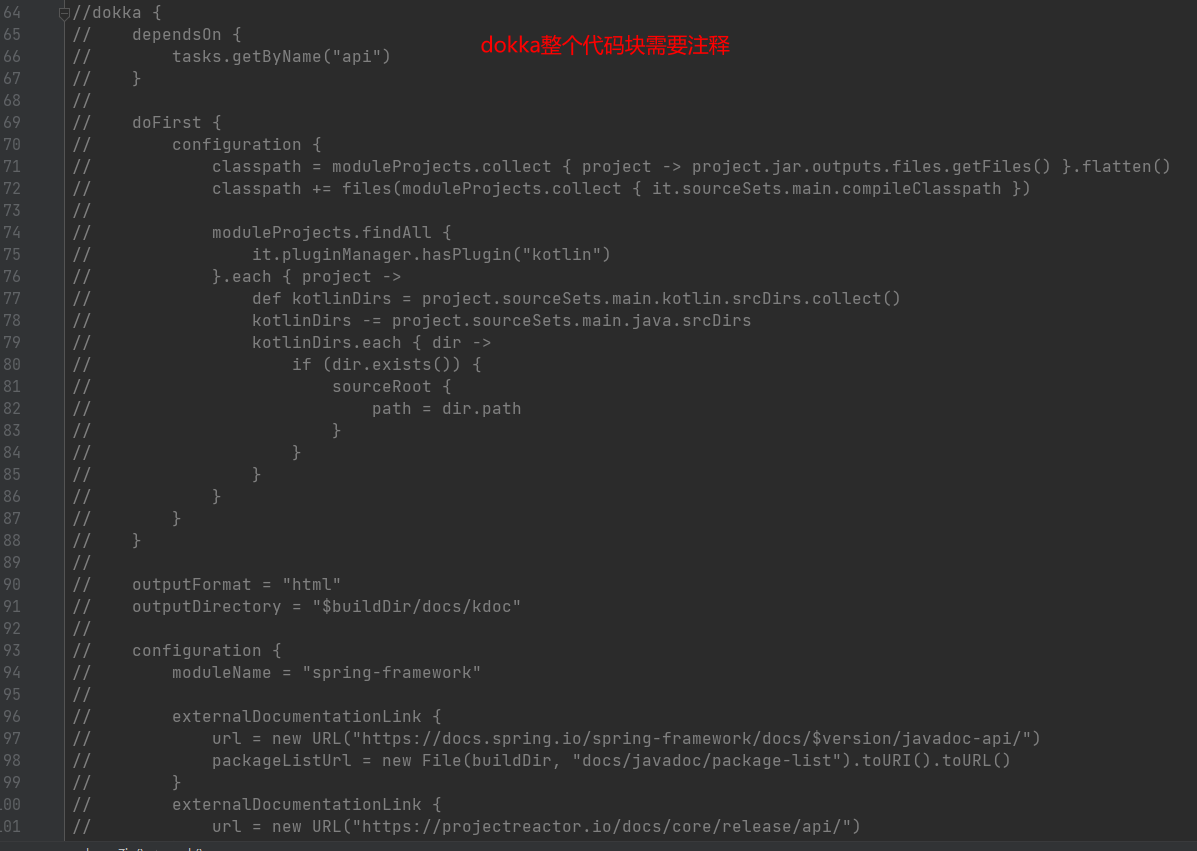 64 //dokka {
65 //    dependsOn {
dokka整个代码块需要注释
66 //        tasks.getByName("api")
67 //    }
68 //
69 //    doFirst {
70 //        configuration {
71 //            classpath = moduleProjects.collect { project -> project.jar.outputs.files.getFiles() }.flatten()
72 //            classpath += files(moduleProjects.collect { it.sourceSets.main.compileClasspath })
73 //
74 //            moduleProjects.findAll {
75 //                it.pluginManager.hasPlugin("kotlin")
76 //            }.each { project ->
77 //                def kotlinDirs = project.sourceSets.main.kotlin.srcDirs.collect()
78 //                kotlinDirs -= project.sourceSets.main.java.srcDirs
79 //                kotlinDirs.each { dir ->
80 //                    if (dir.exists()) {
81 //                        sourceRoot {
82 //                            path = dir.path
83 //                        }
84 //                    }
85 //                }
86 //            }
87 //        }
88 //    }
89 //
90 //    outputFormat = "html"
91 //    outputDirectory = "$buildDir/docs/kdoc"
92 //
93 //    configuration {
94 //        moduleName = "spring-framework"
95 //
96 //        externalDocumentationLink {
97 //            url = new URL("https://docs.spring.io/spring-framework/docs/$version/javadoc-api/")
98 //            packageListUrl = new File(buildDir, "docs/javadoc/package-list").toURI().toURL()
99 //        }
100 //        externalDocumentationLink {
101 //            url = new URL("https://projectreactor.io/docs/core/release/api/")